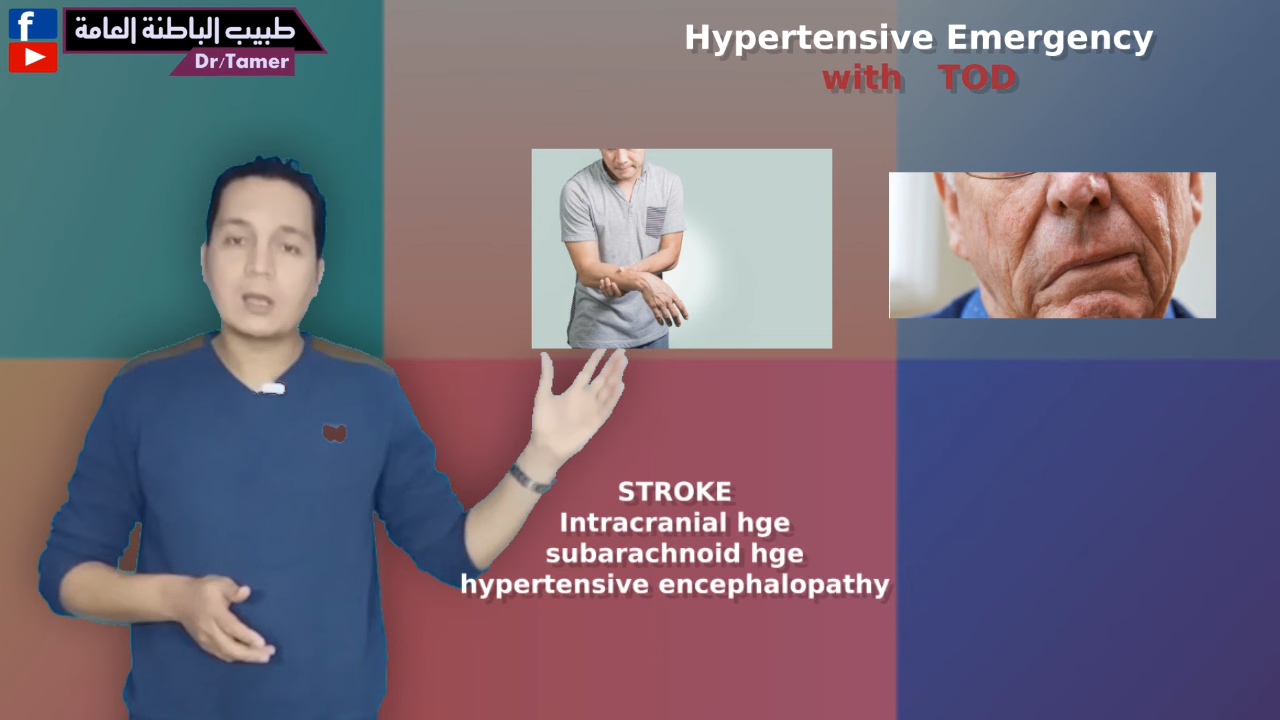 f
طبيب الباطنة العامة
Dr/Tamer
Hypertensive Emergency
with TOD
STROKE
Intracranial hge
subarachnoid hge
hypertensive encephalopathy